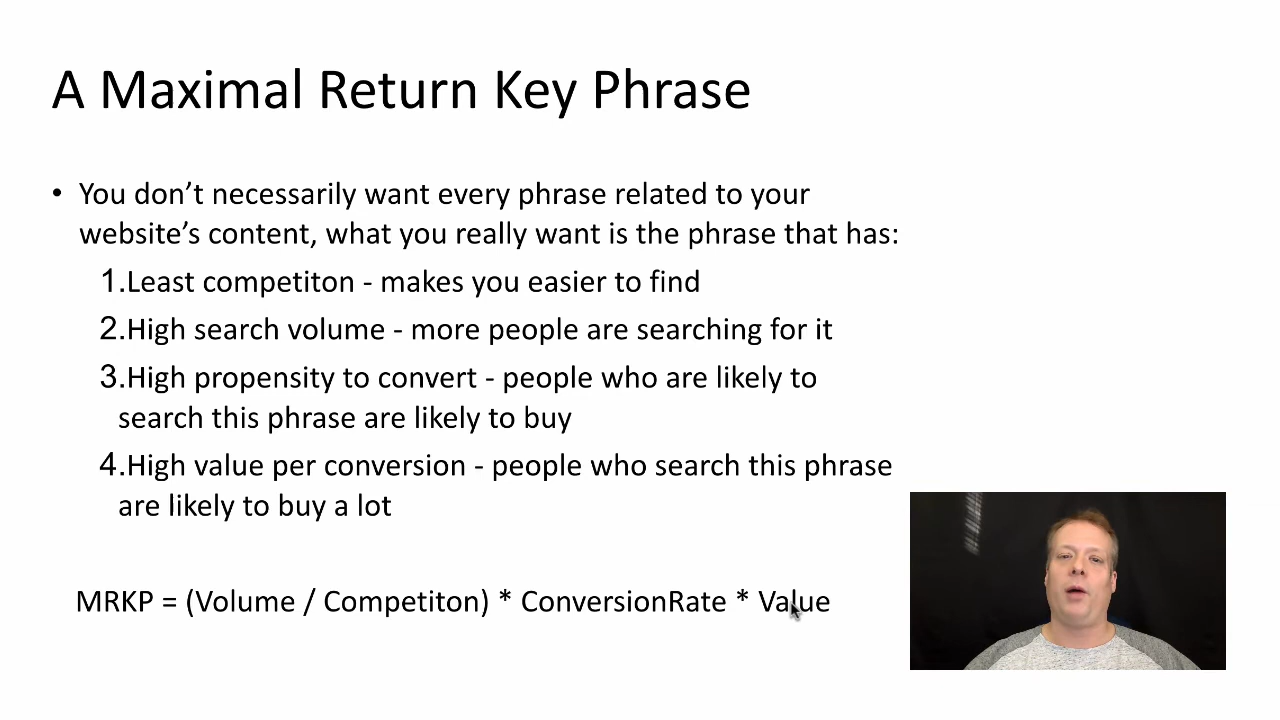 A Maximal Return Key Phrase
• You don’t necessarily want every phrase related to your
website’s content, what you really want is the phrase that has:
1.Least competiton - makes you easier to find
2.High search volume - more people are searching for it
3.High propensity to convert - people who are likely to
search this phrase are likely to buy
4.High value per conversion - people who search this phrase
are likely to buy a lot
MRKP = (Volume / Competiton) * ConversionRate * Value